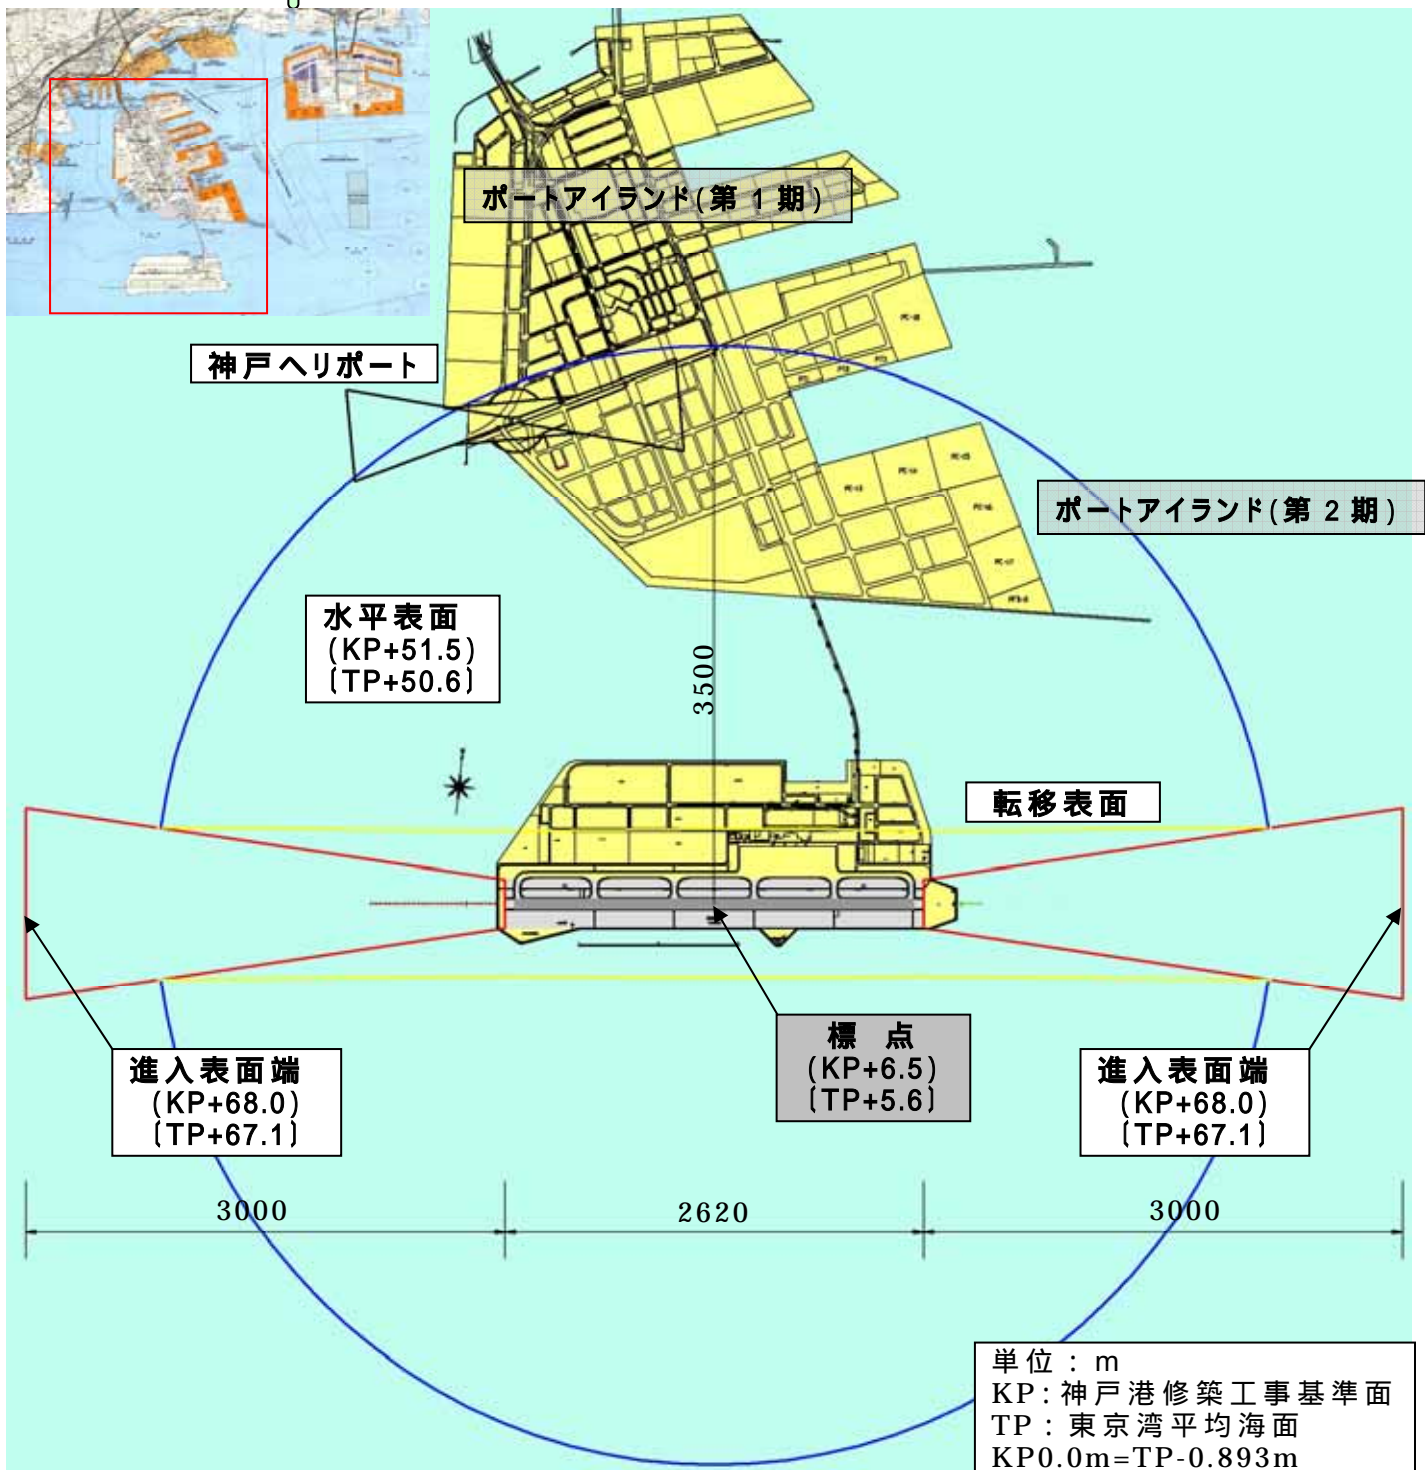 ポートアイランド(第1期)
神戸ヘリポート
ポートアイランド(第2期)
水平表面
(KP+51.5)
〔TP+50.6〕
3500
転移表面
標 点
(KP+6.5)
〔TP+5.6〕
進入表面端
(KP+68.0)
〔TP+67.1〕
進入表面端
(KP+68.0)
〔TP+67.1〕
3000
2620
3000
単位:m
KP:神戸港修築工事基準面
TP:東京湾平均海面
KP0.0m=TP-0.893m